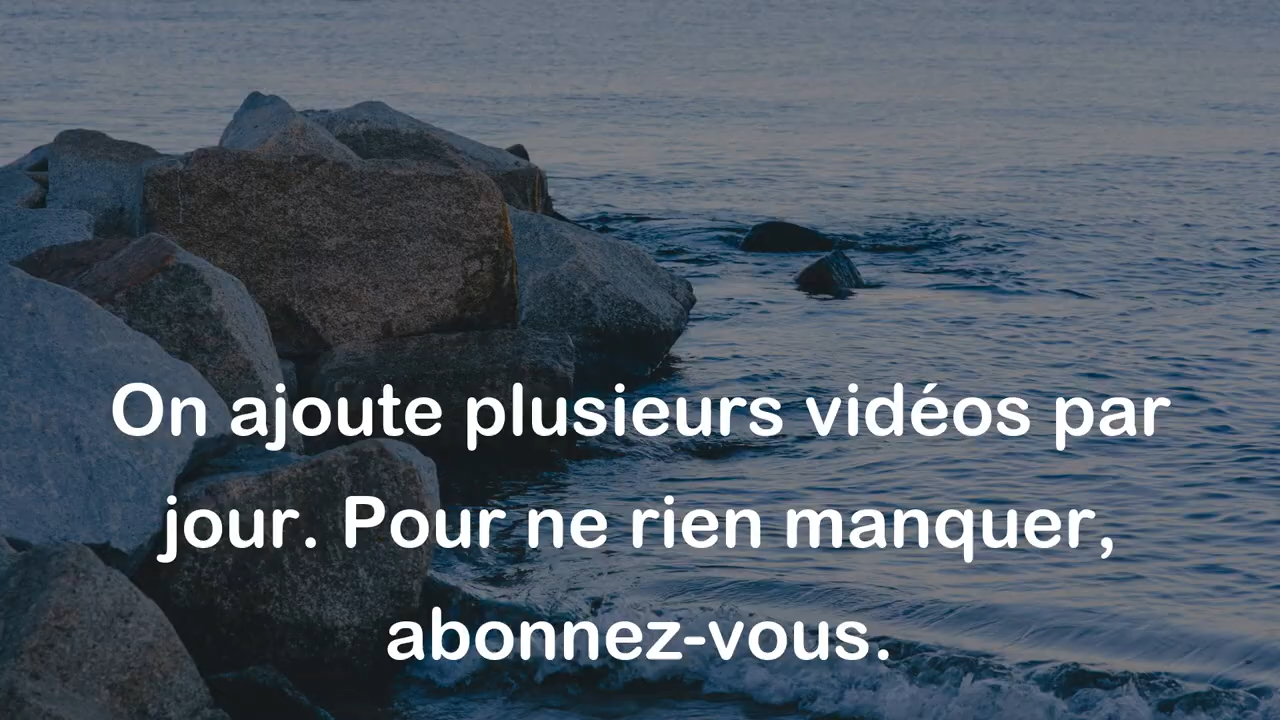 On ajoute plusieurs vidéos par
jour. Pour ne rien manquer,
abonnez-vous.